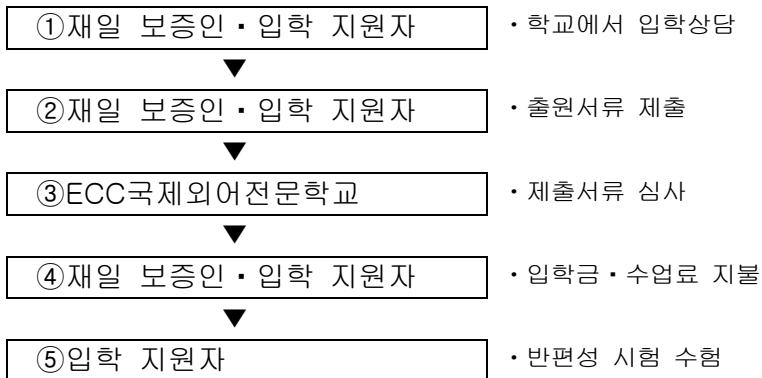 ①재일 보증인・입학 지원자 ・학교에서 입학상담
▼
②재일 보증인・입학 지원자 ・출원서류 제출
▼
③ECC국제외어전문학교 ・제출서류 심사
▼
④재일 보증인・입학 지원자 ・입학금・수업료 지불
▼
⑤입학 지원자 ・반편성 시험 수험